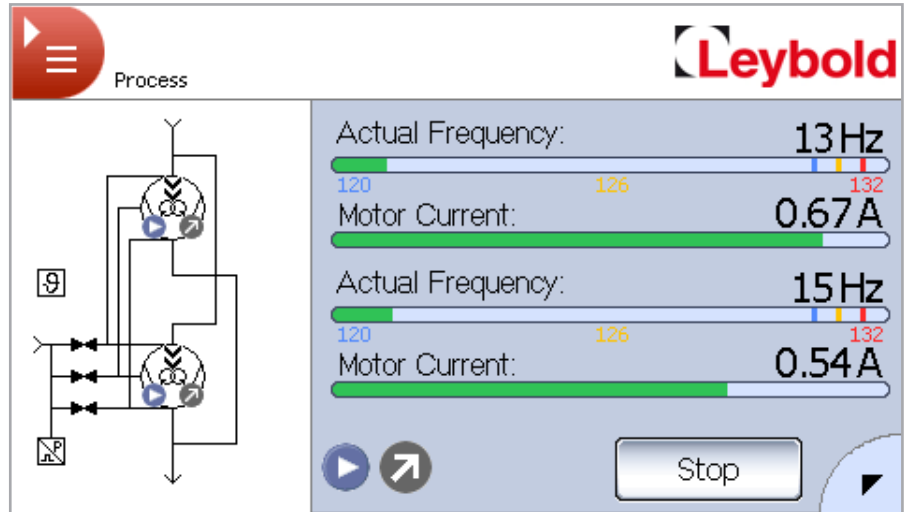 Leybold
Process
Actual Frequency: 13 Hz
120 126 132
Motor Current: 0.67 A
Actual Frequency: 15 Hz
120 126 132
Motor Current: 0.54 A
ϑ
P
Stop